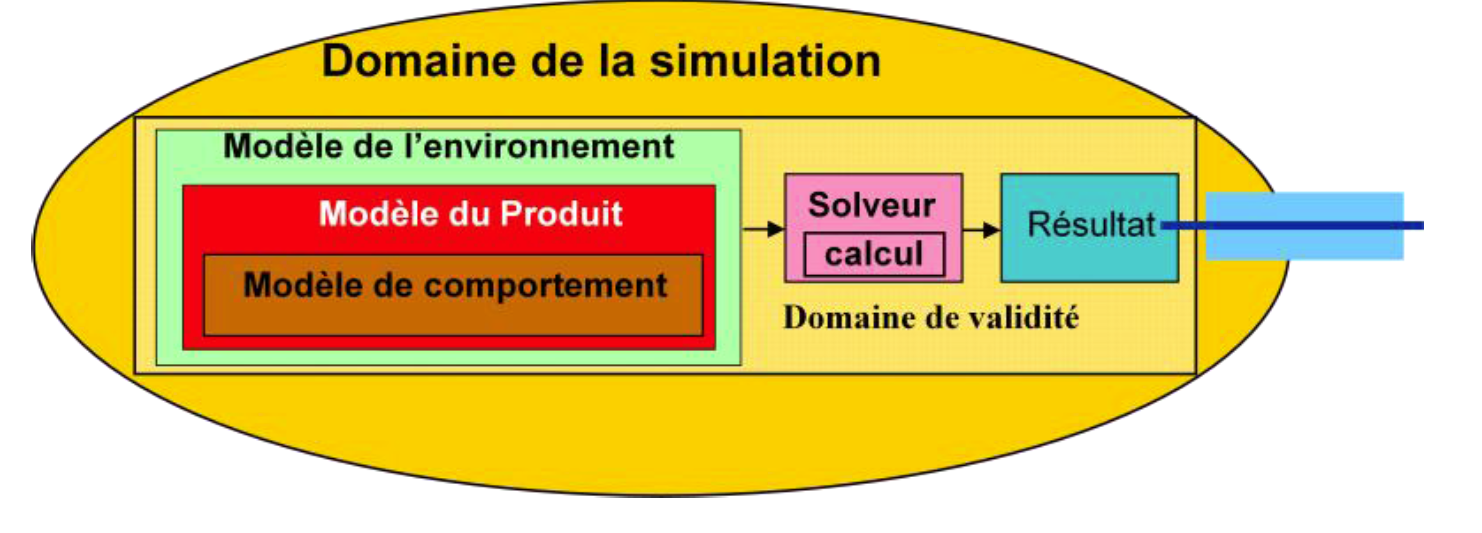 Domaine de la simulation
Modèle de l’environnement
Modèle du Produit
Modèle de comportement
Solveur
calcul
Résultat
Domaine de validité